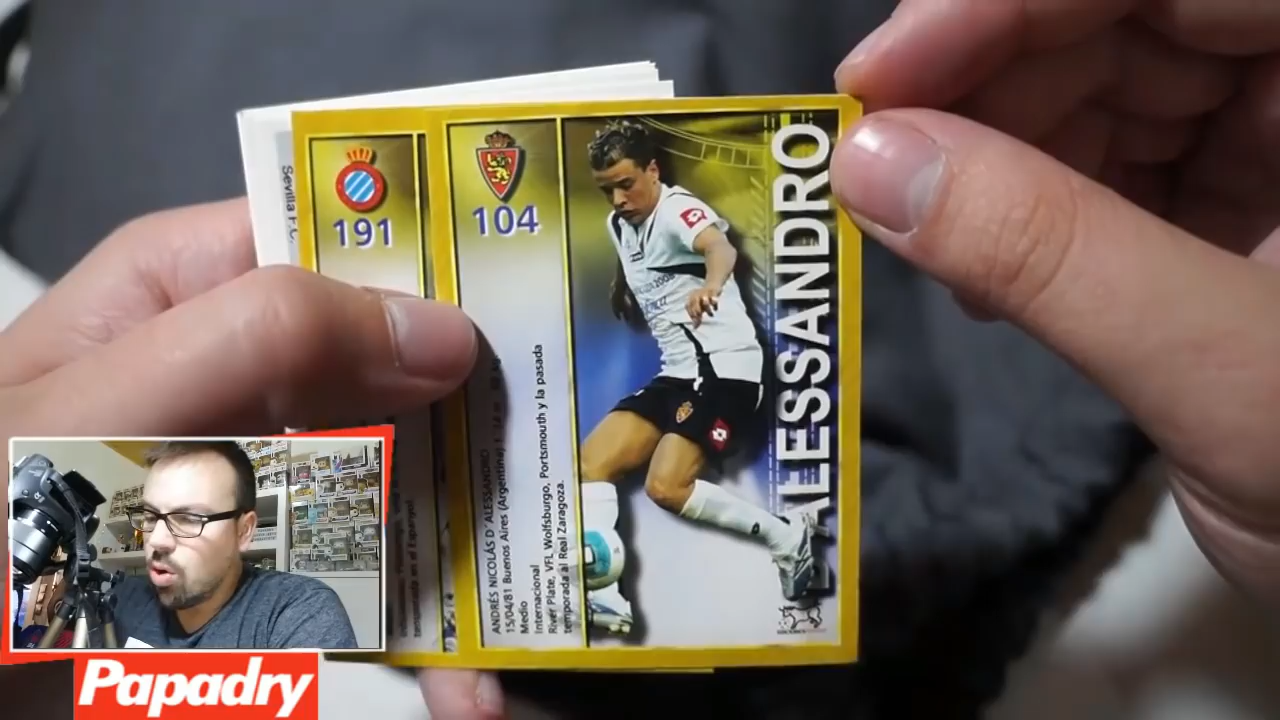 Sevilla F.C.
191
104
D'ALESSANDRO
ANDRÉS NICOLÁS D'ALESSANDRO
15/04/81 Buenos Aires (Argentina)
Medio
Internacional
River Plate, VFL Wolfsburgo, Portsmouth y la pasada
temporada al Real Zaragoza.
temporada en el Espanyol
Papadry